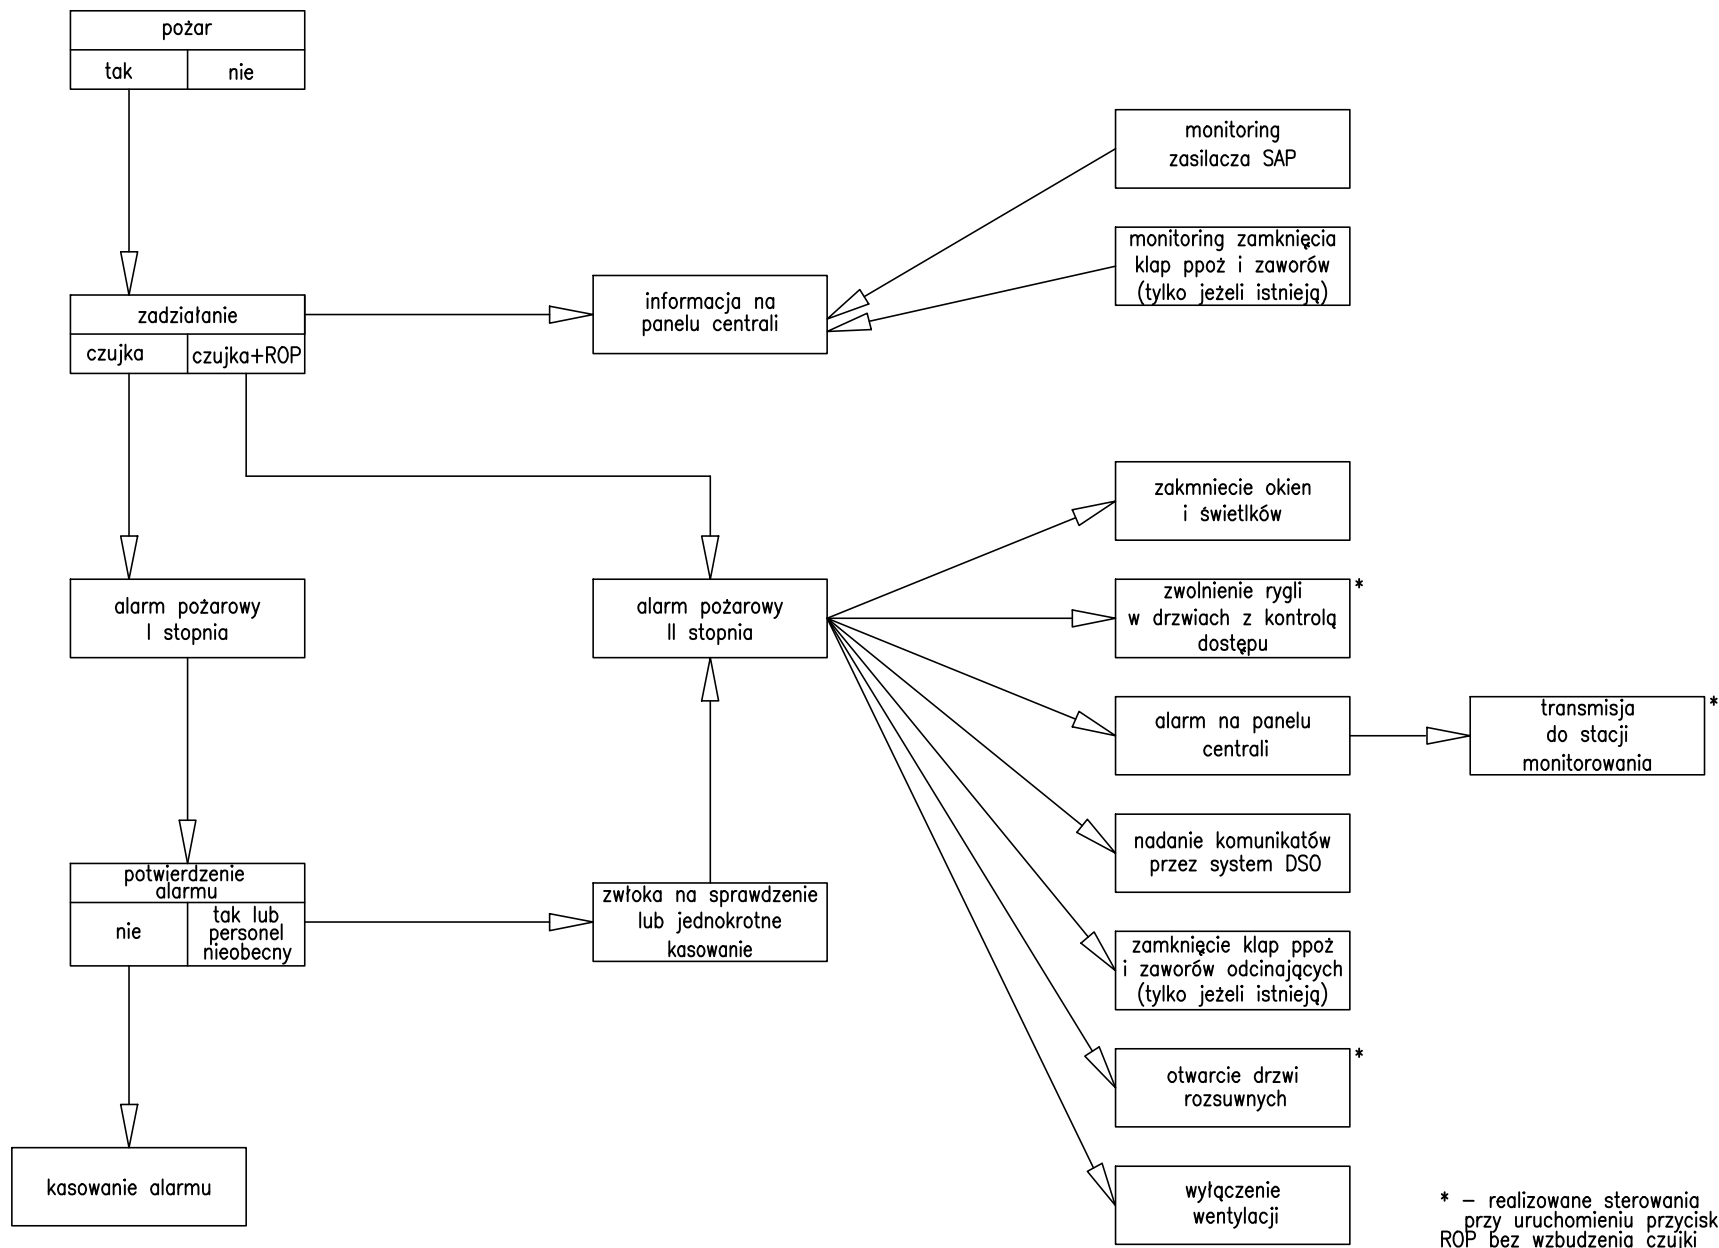 pożar
tak
nie
monitoring
zasilacza SAP
monitoring zamknięcia
klap ppoż i zaworów
(tylko jeżeli istnieją)
zadziałanie
czujka
czujka+ROP
informacja na
panelu centrali
zakmniecie okien
i świetlków
alarm pożarowy
I stopnia
alarm pożarowy
II stopnia
zwolnienie rygli
w drzwiach z kontrolą
dostępu
*
alarm na panelu
centrali
transmisja
do stacji
monitorowania
*
nadanie komunikatów
przez system DSO
potwierdzenie
alarmu
nie
tak lub
personel
nieobecny
zwłoka na sprawdzenie
lub jednokrotne
kasowanie
zamknięcie klap ppoż
i zaworów odcinających
(tylko jeżeli istnieją)
otwarcie drzwi
rozsuwnych
*
kasowanie alarmu
wyłączenie
wentylacji
* – realizowane sterowania
przy uruchomieniu przycisk
ROP bez wzbudzenia czujki